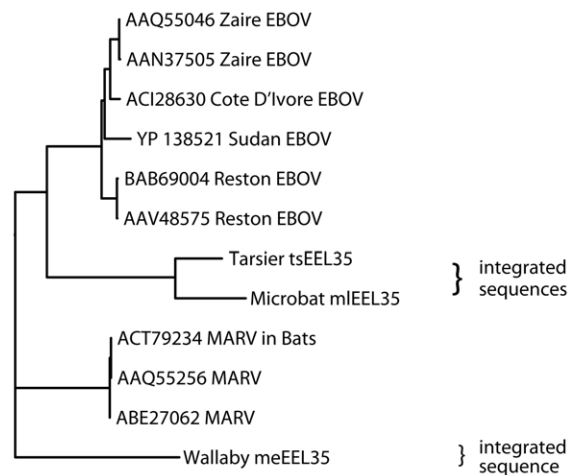 AAQ55046 Zaire EBOV
AAN37505 Zaire EBOV
ACI28630 Cote D'Ivore EBOV
YP 138521 Sudan EBOV
BAB69004 Reston EBOV
AAV48575 Reston EBOV
Tarsier tsEEL35
Microbat mlEEL35
} integrated
sequences
ACT79234 MARV in Bats
AAQ55256 MARV
ABE27062 MARV
Wallaby meEEL35
} integrated
sequence